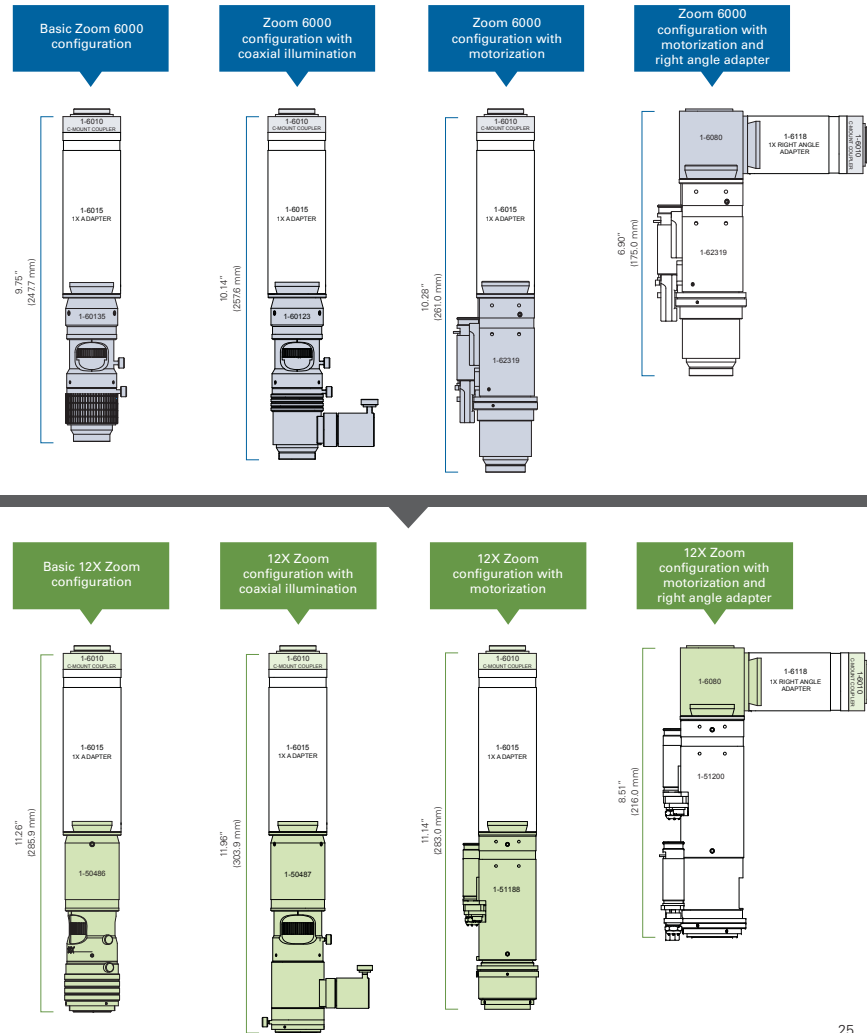 Basic Zoom 6000
configuration
Zoom 6000
configuration with
coaxial illumination
Zoom 6000
configuration with
motorization
Zoom 6000
configuration with
motorization and
right angle adapter
1-6010
C-MOUNT COUPLER
1-6015
1X ADAPTER
1-60135
9.75"
(247.7 mm)
1-6010
C-MOUNT COUPLER
1-6015
1X ADAPTER
1-60123
10.14"
(257.6 mm)
1-6010
C-MOUNT COUPLER
1-6015
1X ADAPTER
1-62319
10.28"
(261.0 mm)
1-6080
1-6118
1X RIGHT ANGLE
ADAPTER
1-6010
C-MOUNT COUPLER
1-62319
6.90"
(175.0 mm)
Basic 12X Zoom
configuration
12X Zoom
configuration with
coaxial illumination
12X Zoom
configuration with
motorization
12X Zoom
configuration with
motorization and
right angle adapter
1-6010
C-MOUNT COUPLER
1-6015
1X ADAPTER
1-50486
11.26"
(285.9 mm)
1-6010
C-MOUNT COUPLER
1-6015
1X ADAPTER
1-50487
11.96"
(303.9 mm)
1-6010
C-MOUNT COUPLER
1-6015
1X ADAPTER
1-51188
11.14"
(283.0 mm)
1-6080
1-6118
1X RIGHT ANGLE
ADAPTER
1-6010
C-MOUNT COUPLER
1-51200
8.51"
(216.0 mm)
25